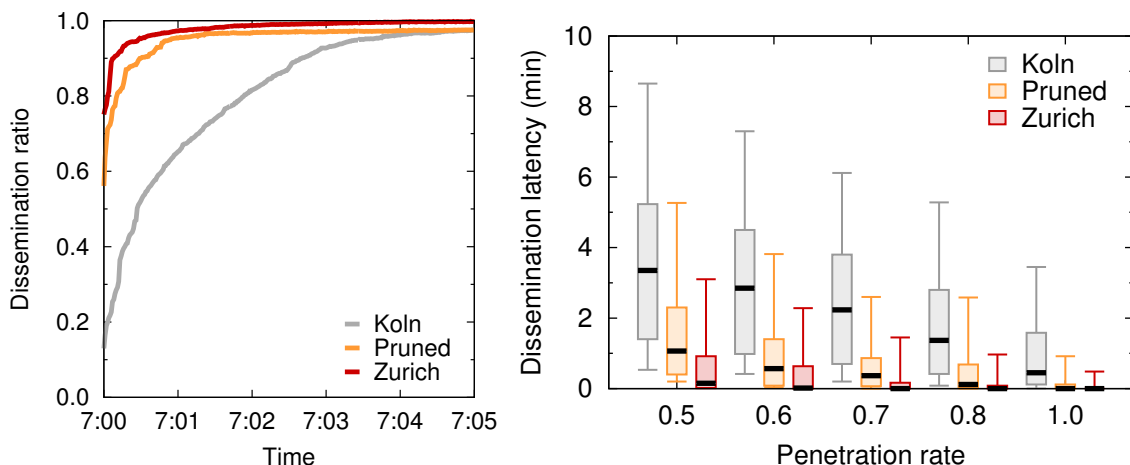 1.0
0.8
0.6
0.4
0.2
0.0
Dissemination ratio
Koln
Pruned
Zurich
7:00 7:01 7:02 7:03 7:04 7:05
Time
10
8
6
4
2
0
Dissemination latency (min)
Koln
Pruned
Zurich
0.5 0.6 0.7 0.8 1.0
Penetration rate